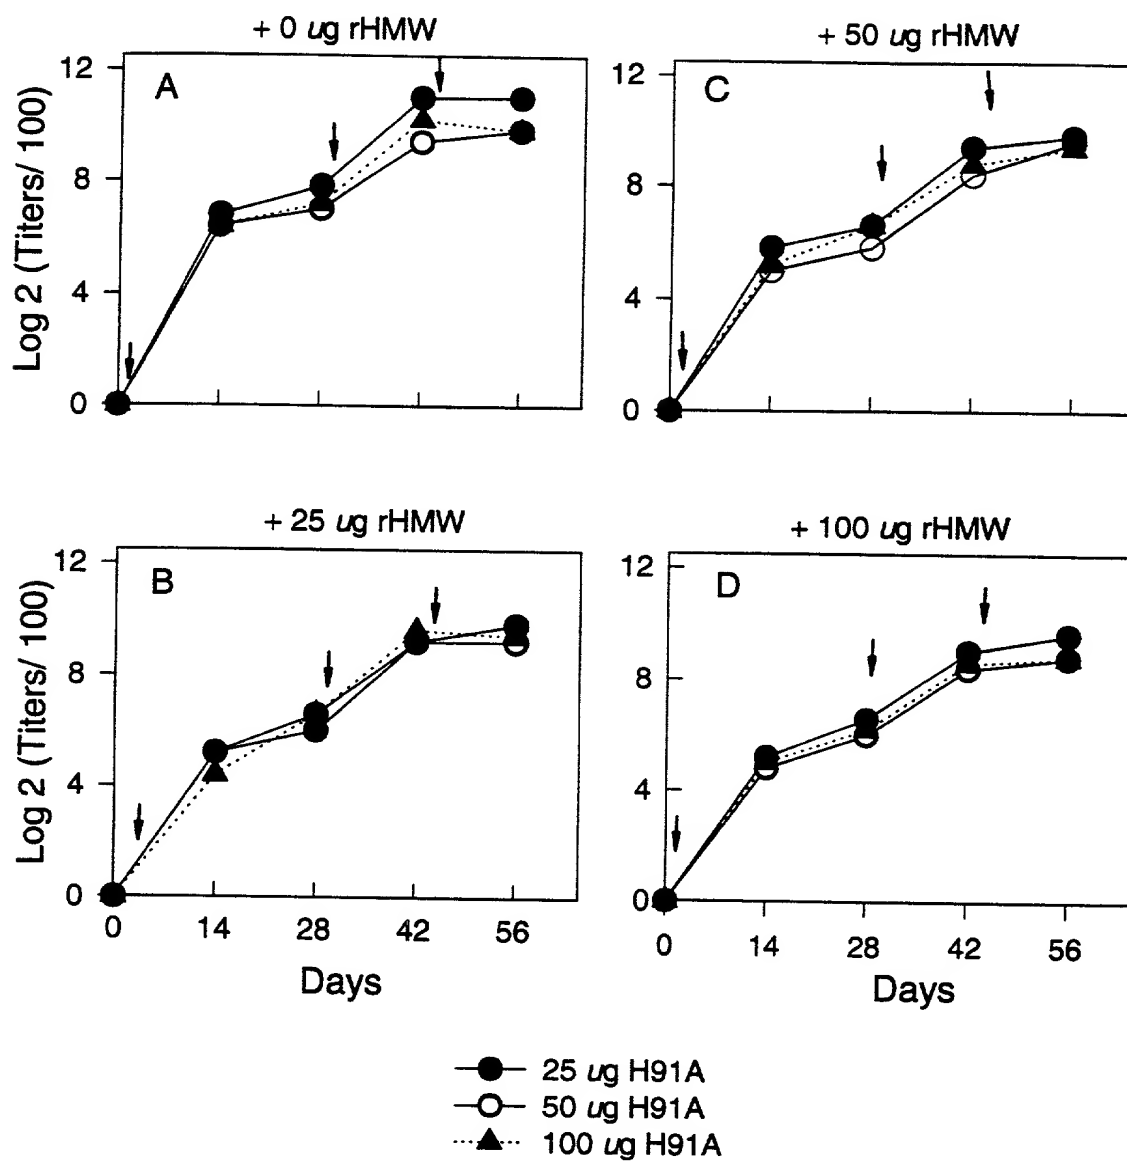 + 0 ug rHMW
A
Log 2 (Titers/ 100)
12
8
4
0
+ 50 ug rHMW
C
12
8
4
0
+ 25 ug rHMW
B
Log 2 (Titers/ 100)
12
8
4
0
0 14 28 42 56
Days
+ 100 ug rHMW
D
12
8
4
0
0 14 28 42 56
Days
25 ug H91A
50 ug H91A
100 ug H91A